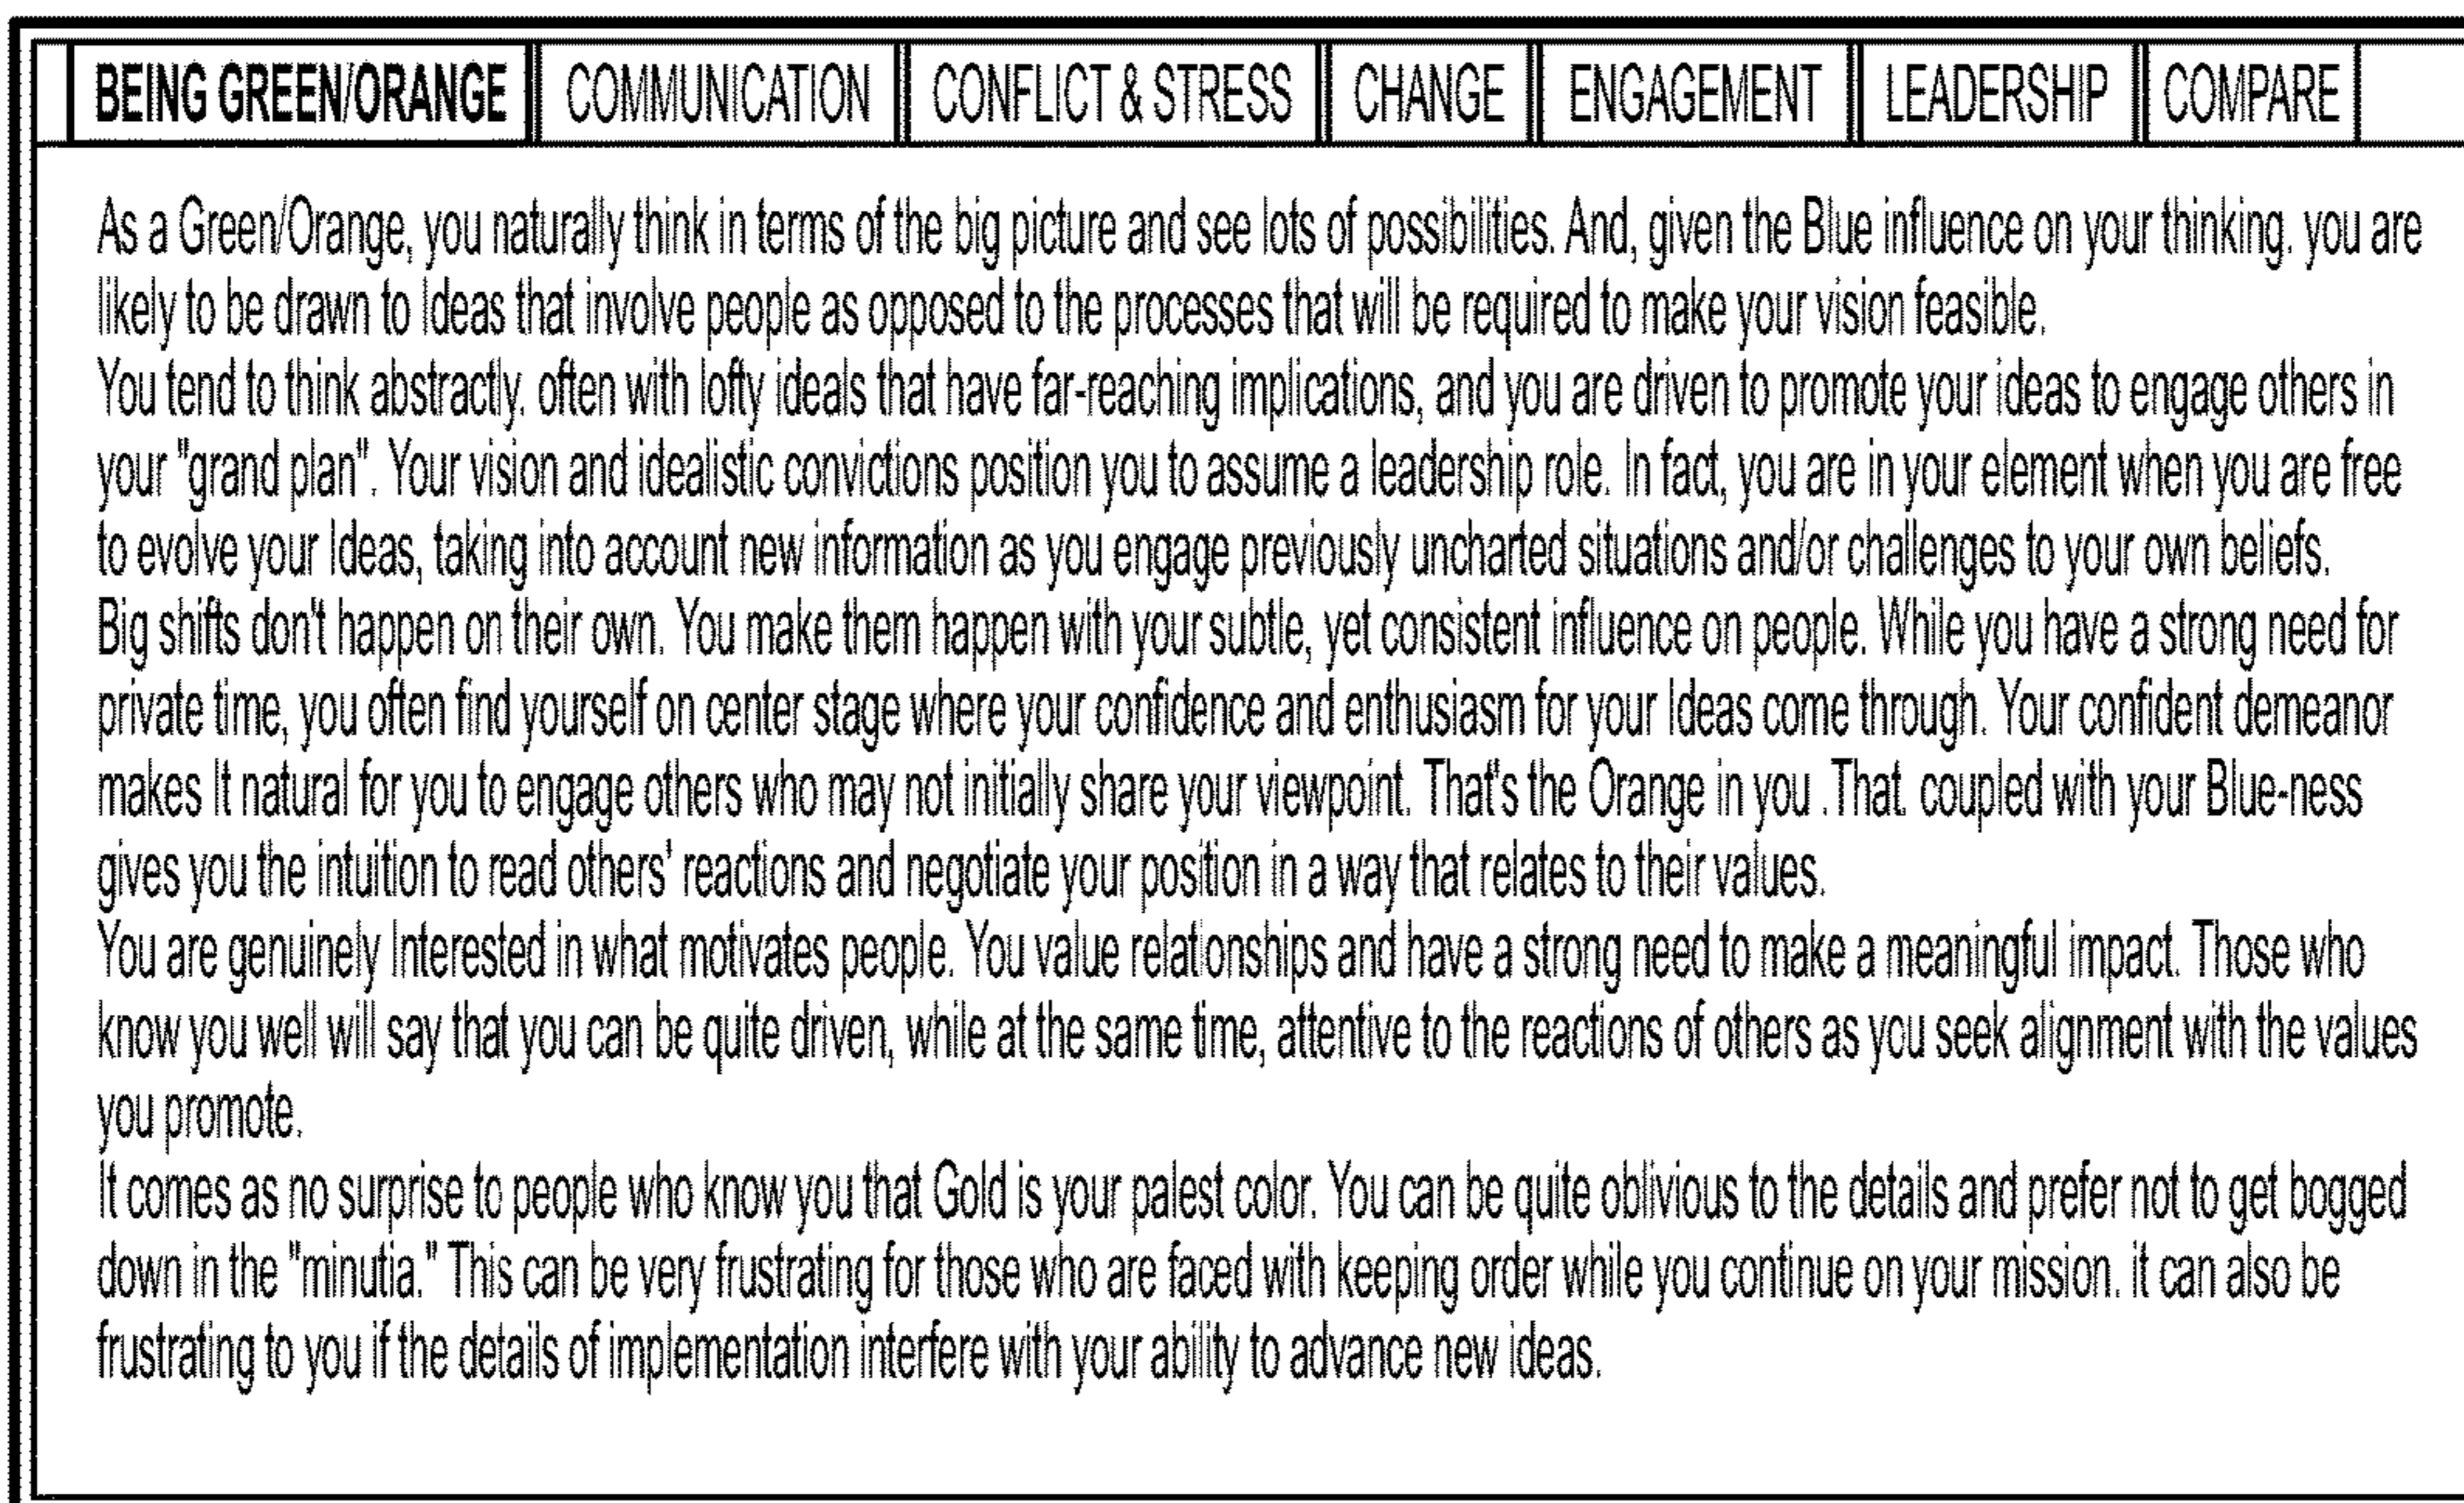 BEING GREEN/ORANGE COMMUNICATION CONFLICT & STRESS CHANGE ENGAGEMENT LEADERSHIP COMPARE
As a Green/Orange, you naturally think in terms of the big picture and see lots of possibilities. And, given the Blue influence on your thinking. you are
likely to be drawn to Ideas that involve people as opposed to the processes that will be required to make your vision feasible.
You tend to think abstractly. often with lofty ideals that have far-reaching implications, and you are driven to promote your ideas to engage others in
your "grand plan". Your vision and idealistic convictions position you to assume a leadership role. In fact, you are in your element when you are free
to evolve your Ideas, taking into account new information as you engage previously uncharted situations and/or challenges to your own beliefs.
Big shifts don't happen on their own. You make them happen with your subtle, yet consistent influence on people. While you have a strong need for
private time, you often find yourself on center stage where your confidence and enthusiasm for your Ideas come through. Your confident demeanor
makes It natural for you to engage others who may not initially share your viewpoint. That's the Orange in you .That. coupled with your Blue-ness
gives you the intuition to read others' reactions and negotiate your position in a way that relates to their values.
You are genuinely Interested in what motivates people. You value relationships and have a strong need to make a meaningful impact. Those who
know you well will say that you can be quite driven, while at the same time, attentive to the reactions of others as you seek alignment with the values
you promote.
It comes as no surprise to people who know you that Gold is your palest color. You can be quite oblivious to the details and prefer not to get bogged
down in the "minutia." This can be very frustrating for those who are faced with keeping order while you continue on your mission. it can also be
frustrating to you if the details of implementation interfere with your ability to advance new ideas.